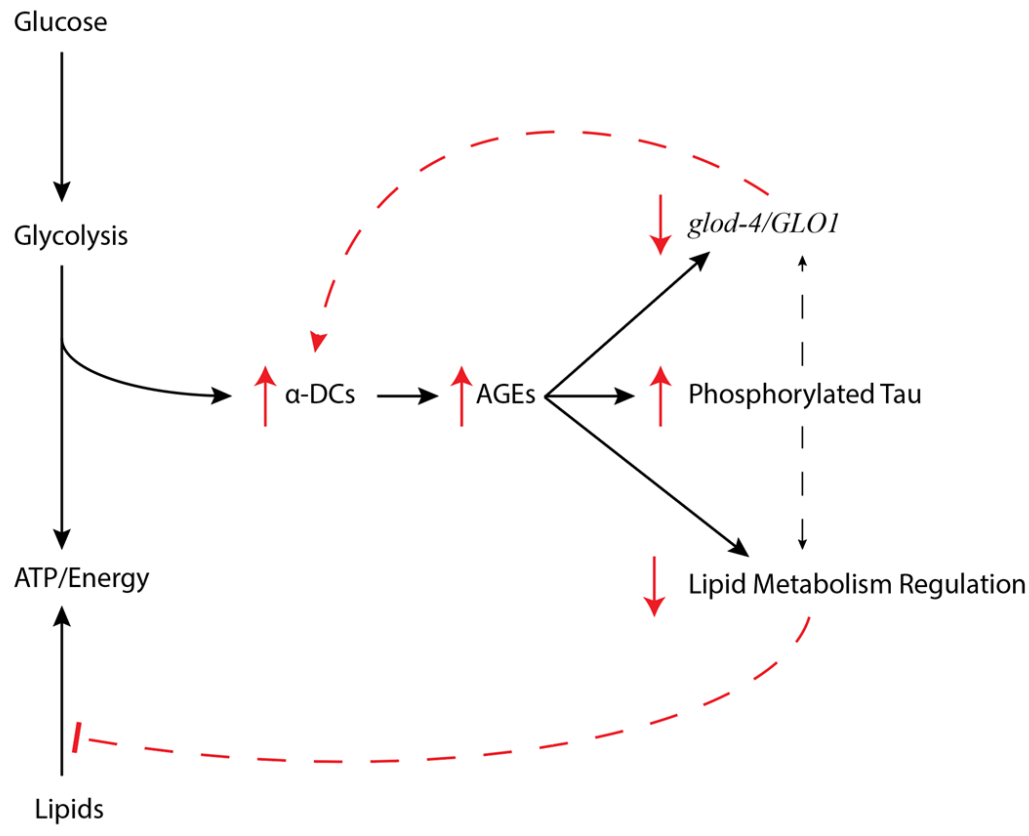 Glucose
Glycolysis
glod-4/GLO1
α-DCs
AGEs
Phosphorylated Tau
ATP/Energy
Lipid Metabolism Regulation
Lipids